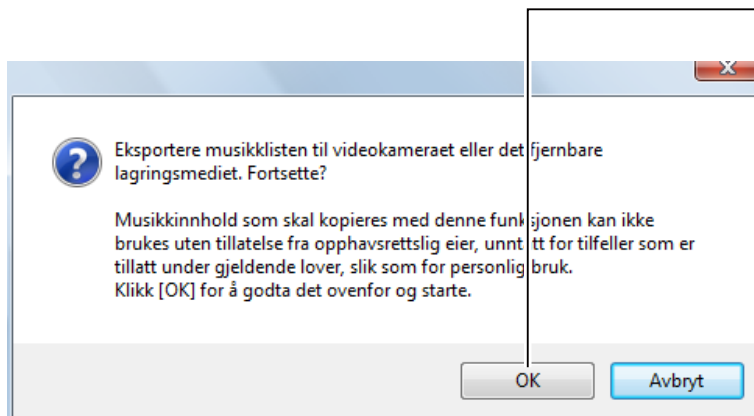 Eksportere musikklisten til videokameraet eller det fjernbare
lagringsmediet. Fortsette?
Musikkinnhold som skal kopieres med denne funksjonen kan ikke
brukes uten tillatelse fra opphavsrettslig eier, unntatt for tilfeller som er
tillatt under gjeldende lover, slik som for personlig bruk.
Klikk [OK] for å godta det ovenfor og starte.
OK
Avbryt